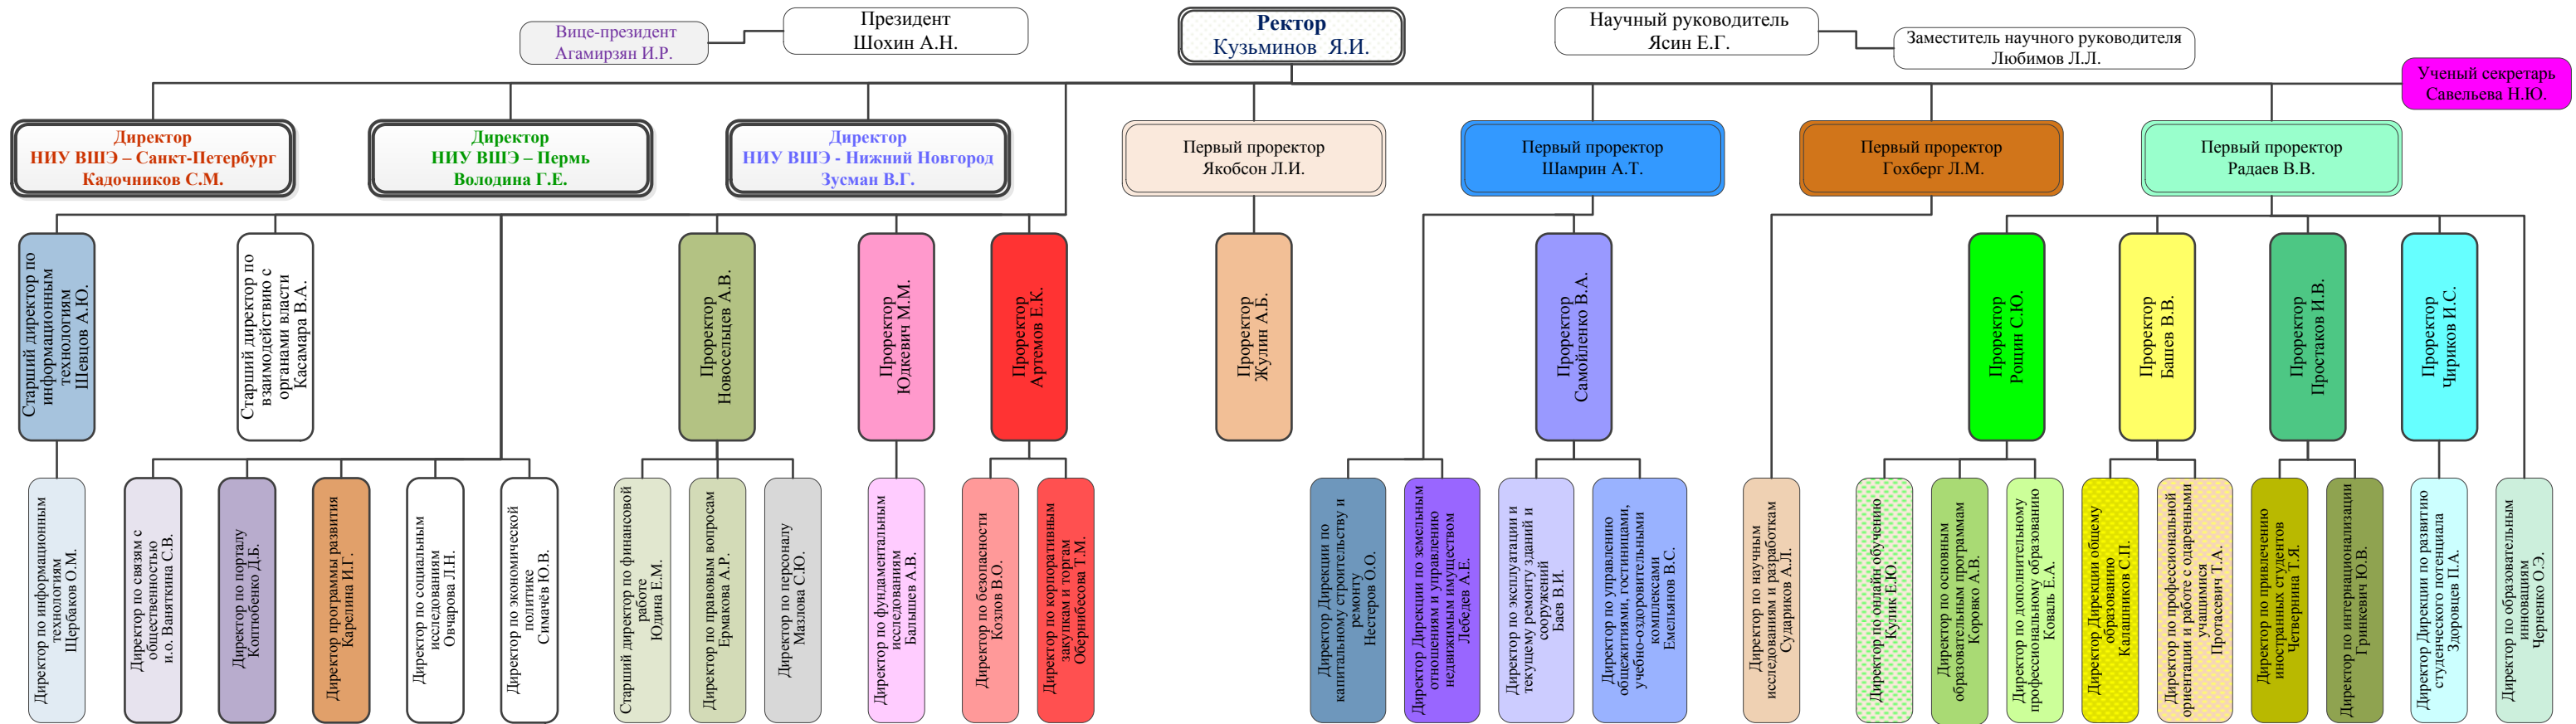 Вице-президент
Агамирзян И.Р.
Президент
Шохин А.Н.
Ректор
Кузьминов Я.И.
Научный руководитель
Ясин Е.Г.
Заместитель научного руководителя
Любимов Л.Л.
Ученый секретарь
Савельева Н.Ю.
Директор
НИУ ВШЭ – Санкт-Петербург
Кадочников С.М.
Директор
НИУ ВШЭ – Пермь
Володина Г.Е.
Директор
НИУ ВШЭ - Нижний Новгород
Зусман В.Г.
Первый проректор
Якобсон Л.И.
Первый проректор
Шамрин А.Т.
Первый проректор
Гохберг Л.М.
Первый проректор
Радаев В.В.
Старший директор по
информационным
технологиям
Шевцов А.Ю.
Старший директор по
взаимодействию с
органами власти
Касамара В.А.
Проректор
Новосельцев А.В.
Проректор
Юдкевич М.М.
Проректор
Артемов Е.К.
Проректор
Жулин А.Б.
Проректор
Самойленко В.А.
Проректор
Рощин С.Ю.
Проректор
Башев В.В.
Проректор
Простаков И.В.
Проректор
Чириков И.С.
Директор по информационным
технологиям
Щербаков О.М.
Директор по связям с
общественностью
и.о. Ваняткина С.В.
Директор по порталу
Коптюбенко Д.Б.
Директор программы развития
Карелина И.Г.
Директор по социальным
исследованиям
Овчарова Л.Н.
Директор по экономической
политике
Симачёв Ю.В.
Старший директор по финансовой
работе
Юдина Е.М.
Директор по правовым вопросам
Ермакова А.Р.
Директор по персоналу
Мазлова С.Ю.
Директор по фундаментальным
исследованиям
Балышев А.В.
Директор по безопасности
Козлов В.О.
Директор по корпоративным
закупкам и торгам
Обернибесова Т.М.
Директор Дирекции по
капитальному строительству и
ремонту
Нестеров О.О.
Директор Дирекции по земельным
отношениям и управлению
недвижимым имуществом
Лебедев А.Е.
Директор по эксплуатации и
текущему ремонту зданий и
сооружений
Баев В.И.
Директор по управлению
общежитиями, гостиницами,
учебно-оздоровительными
комплексами
Емельянов В.С.
Директор по научным
исследованиям и разработкам
Судариков А.Л.
Директор по онлайн обучению
Кулик Е.Ю.
Директор по основным
образовательным программам
Коровко А.В.
Директор по дополнительному
профессиональному образованию
Коваль Е.А.
Директор Дирекции общему
образованию
Калашников С.П.
Директор по профессиональной
ориентации и работе с одаренными
учащимися
Протасевич Т.А.
Директор по привлечению
иностранных студентов
Четвернина Т.Я.
Директор по интернационализации
Гринкевич Ю.В.
Директор Дирекции по развитию
студенческого потенциала
Здоровцев П.А.
Директор по образовательным
инновациям
Черненко О.Э.